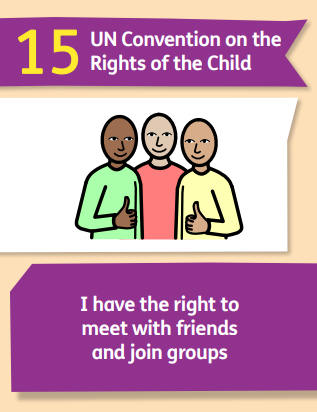 15
UN Convention on the
Rights of the Child
I have the right to
meet with friends
and join groups